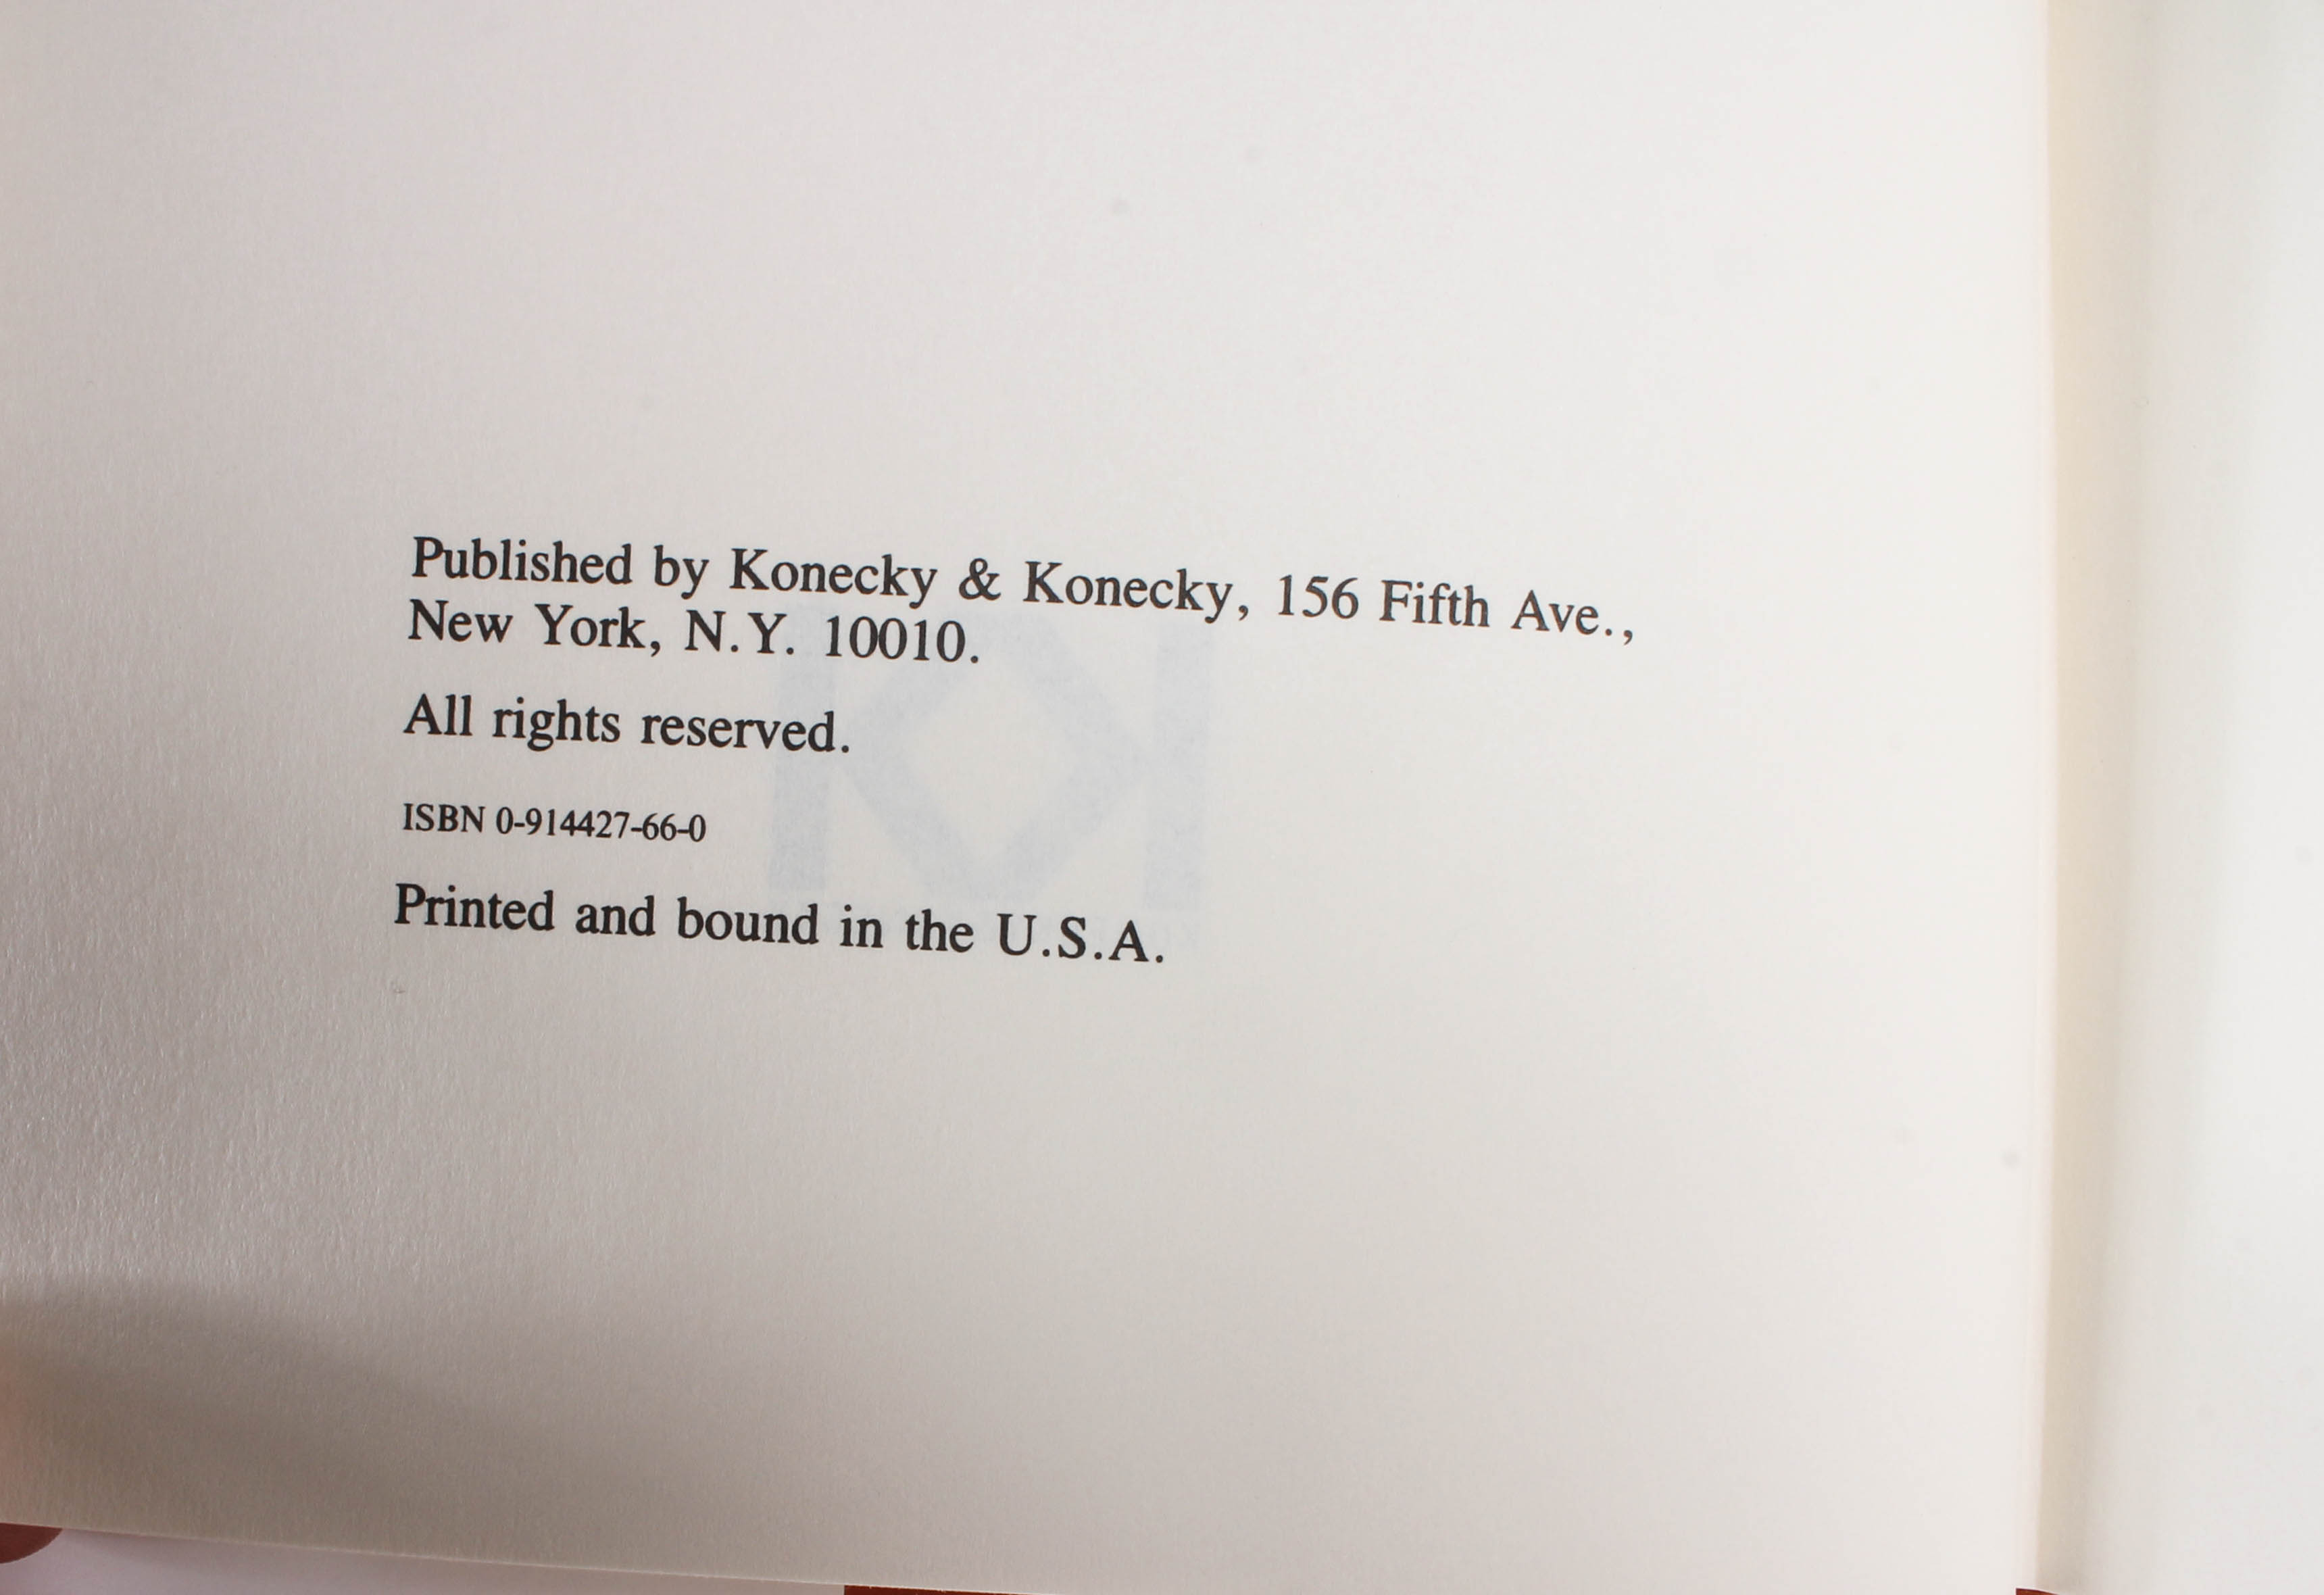 Published by Konecky & Konecky, 156 Fifth Ave.,
New York, N.Y. 10010.
All rights reserved.
ISBN 0-914427-66-0
Printed and bound in the U.S.A.